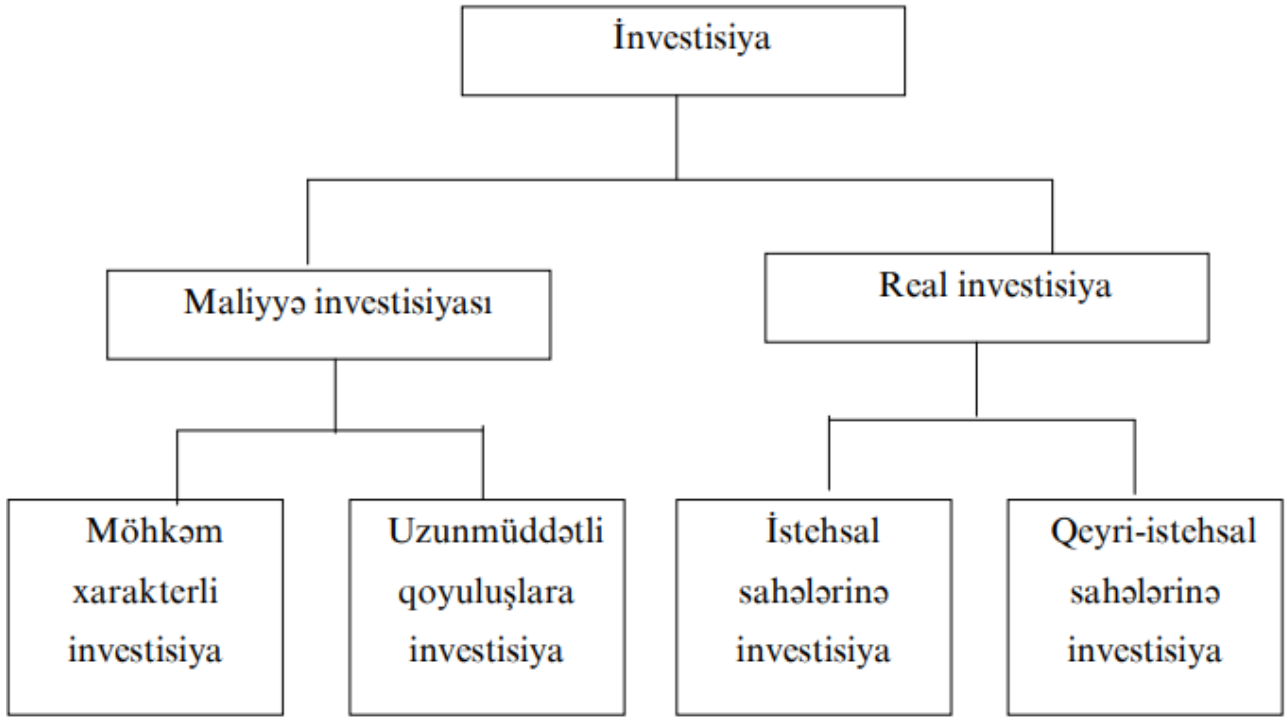 İnvestisiya
Maliyyə investisiyası
Real investisiya
Möhkəm
xarakterli
investisiya
Uzunmüddətli
qoyuluşlara
investisiya
İstehsal
sahələrinə
investisiya
Qeyri-istehsal
sahələrinə
investisiya